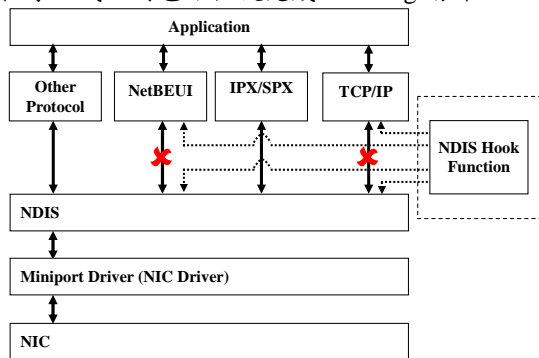 Application
Other
Protocol
NetBEUI
IPX/SPX
TCP/IP
NDIS Hook
Function
NDIS
Miniport Driver (NIC Driver)
NIC